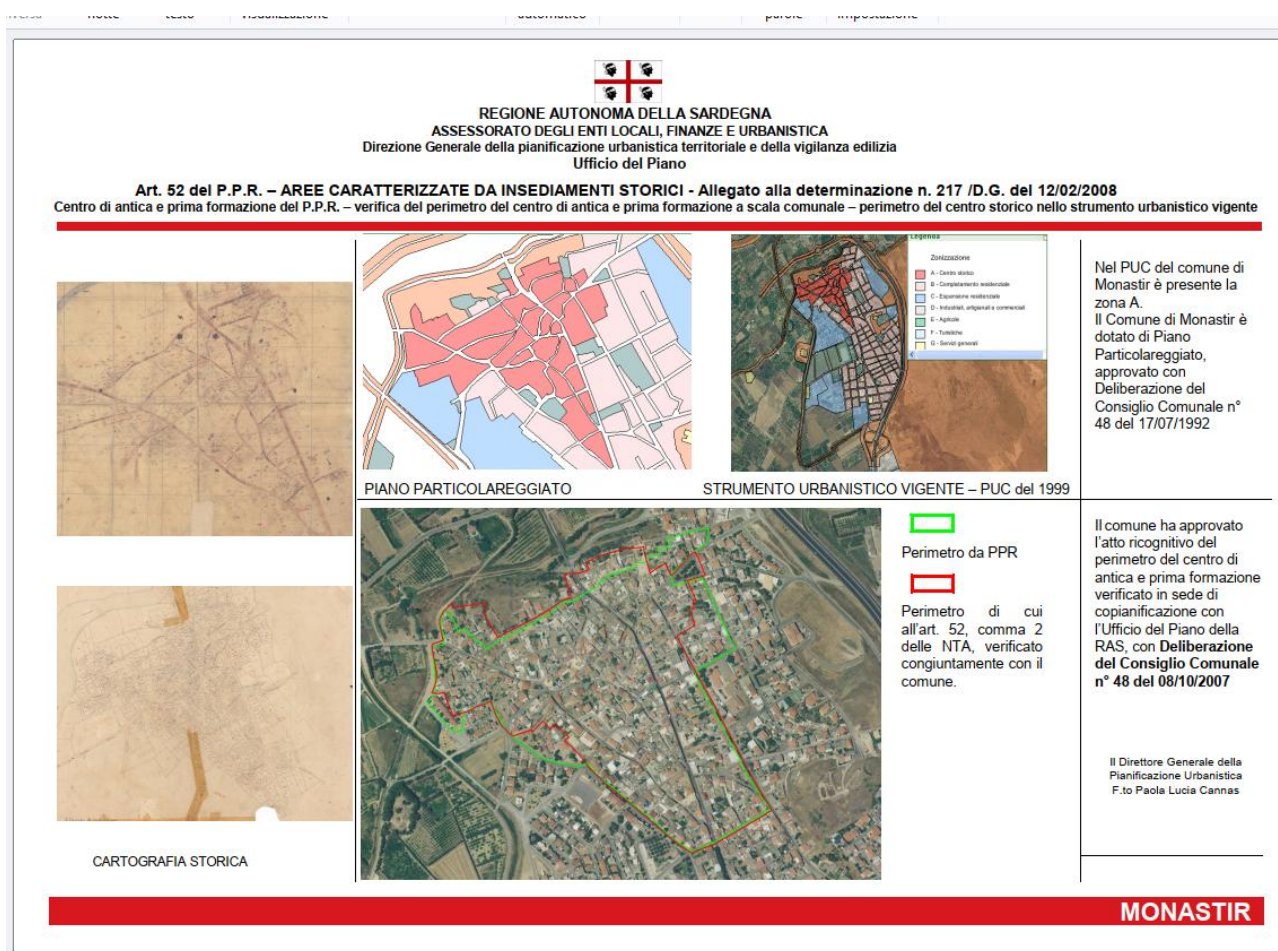 note
testo
visualizzazione
automatico
parole
impostazione
REGIONE AUTONOMA DELLA SARDEGNA
ASSESSORATO DEGLI ENTI LOCALI, FINANZE E URBANISTICA
Direzione Generale della pianificazione urbanistica territoriale e della vigilanza edilizia
Ufficio del Piano
Art. 52 del P.P.R. – AREE CARATTERIZZATE DA INSEDIAMENTI STORICI - Allegato alla determinazione n. 217 /D.G. del 12/02/2008
Centro di antica e prima formazione del P.P.R. – verifica del perimetro del centro di antica e prima formazione a scala comunale – perimetro del centro storico nello strumento urbanistico vigente
Legenda
Zonizzazione
A - Centro storico
B - Completamento residenziale
C - Espansione residenziale
D - Industriali, artigianali e commerciali
E - Agricole
F - Turistiche
G - Servizi generali
PIANO PARTICOLAREGGIATO
STRUMENTO URBANISTICO VIGENTE – PUC del 1999
Nel PUC del comune di
Monastir è presente la
zona A.
Il Comune di Monastir è
dotato di Piano
Particolareggiato,
approvato con
Deliberazione del
Consiglio Comunale n°
48 del 17/07/1992
Perimetro da PPR
Perimetro di cui
all'art. 52, comma 2
delle NTA, verificato
congiuntamente con il
comune.
Il comune ha approvato
l'atto ricognitivo del
perimetro del centro di
antica e prima formazione
verificato in sede di
copianificazione con
l'Ufficio del Piano della
RAS, con Deliberazione
del Consiglio Comunale
n° 48 del 08/10/2007
Il Direttore Generale della
Pianificazione Urbanistica
F.to Paola Lucia Cannas
CARTOGRAFIA STORICA
MONASTIR